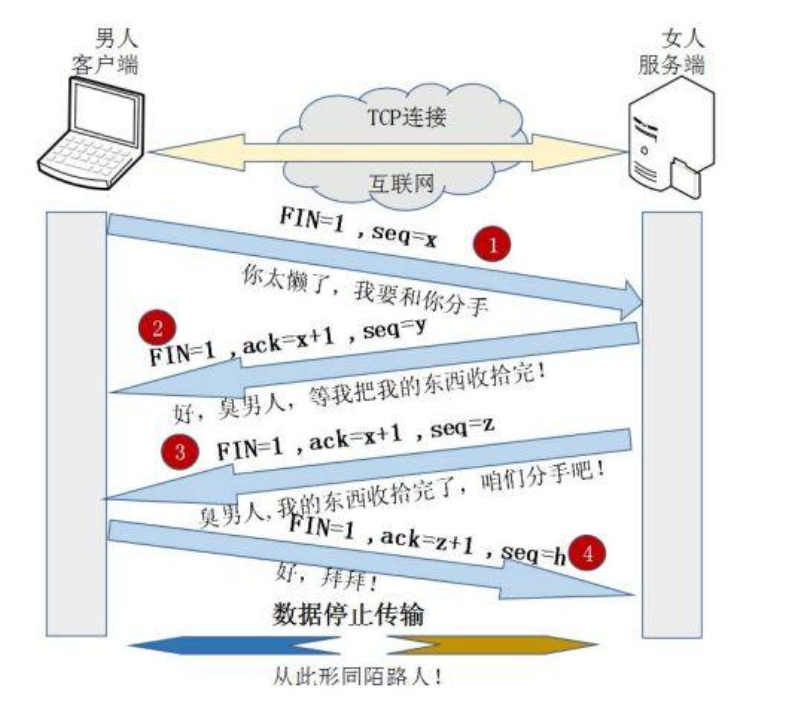 男人
客户端
女人
服务端
TCP连接
互联网
FIN=1 ,seq=x
1
你太懒了，我要和你分手
2
FIN=1 ,ack=x+1 ,seq=y
好，臭男人，等我把我的东西收拾完！
3
FIN=1 ,ack=x+1 ,seq=z
臭男人,我的东西收拾完了，咱们分手吧！
FIN=1 ,ack=z+1 ,seq=h
4
好，拜拜！
数据停止传输
从此形同陌路人！